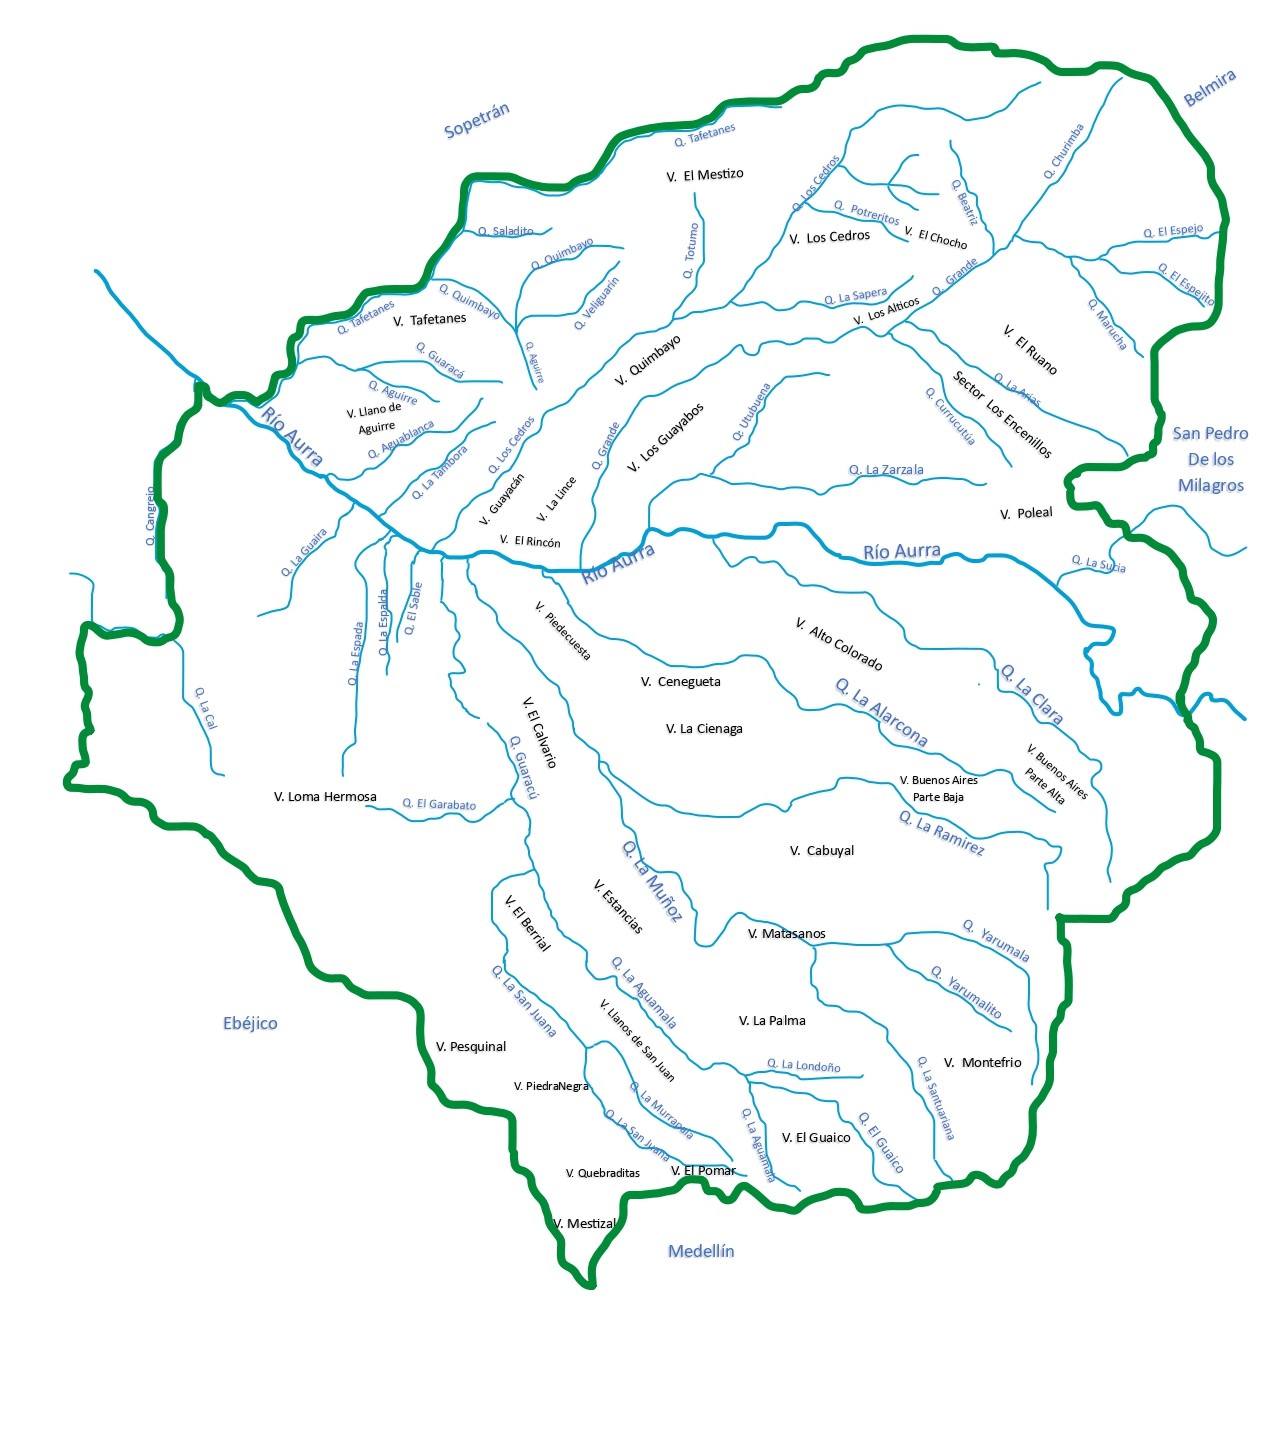 Belmira
Sopetrán
Q. Tafetanes
V. El Mestizo
Q. Churimba
Q. Los Cedros
Q. Beatriz
Q. Potreritos
V. Los Cedros
V. El Chocho
Q. El Espejo
Q. Saladito
Q. Quimbayo
Q. Totumo
Q. Grande
Q. El Espejito
Q. Quimbayo
Q. Veliguarín
Q. La Sapera
V. Los Alticos
Q. Marucha
Q. Tafetanes
V. Tafetanes
V. El Ruano
Q. Guaracá
Q. Aguirre
V. Quimbayo
Q. Aguirre
V. Llano de
Aguirre
Q. La Arias
Sector Los Encenillos
Q. Currucutúa
Q. Utubuena
V. Los Guayabos
Río Aurra
Q. Aguablanca
Q. Los Cedros
Q. Grande
San Pedro
De los
Milagros
Q. La Tambora
Q. La Zarzala
V. Guayacán
V. La Lince
Q. Cangrejo
V. Poleal
V. El Rincón
Q. La Guaira
Río Aurra
Río Aurra
Q. La Sucia
Q. La Espada
Q. La Espalda
Q. El Sable
V. Piedecuesta
V. Alto Colorado
V. Cenegueta
Q. La Clara
Q. La Cal
Q. La Alarcona
V. El Calvario
V. La Cienaga
Q. Guaracú
V. Buenos Aires
Parte Alta
V. Buenos Aires
Parte Baja
V. Loma Hermosa
Q. El Garabato
Q. La Ramirez
V. Cabuyal
Q. La Muñoz
V. Estancias
V. El Berrial
V. Matasanos
Q. Yarumala
Q. Yarumalito
Q. La San Juana
Q. La Aguamala
Ebéjico
V. La Palma
V. Llanos de San Juan
V. Pesquinal
V. Montefrio
Q. La Londoño
V. PiedraNegra
Q. La Santuariana
Q. La Murrapala
Q. La San Juana
Q. La Aguamala
V. El Guaico
Q. El Guaico
V. Quebraditas
V. El Pomar
V. Mestizal
Medellín